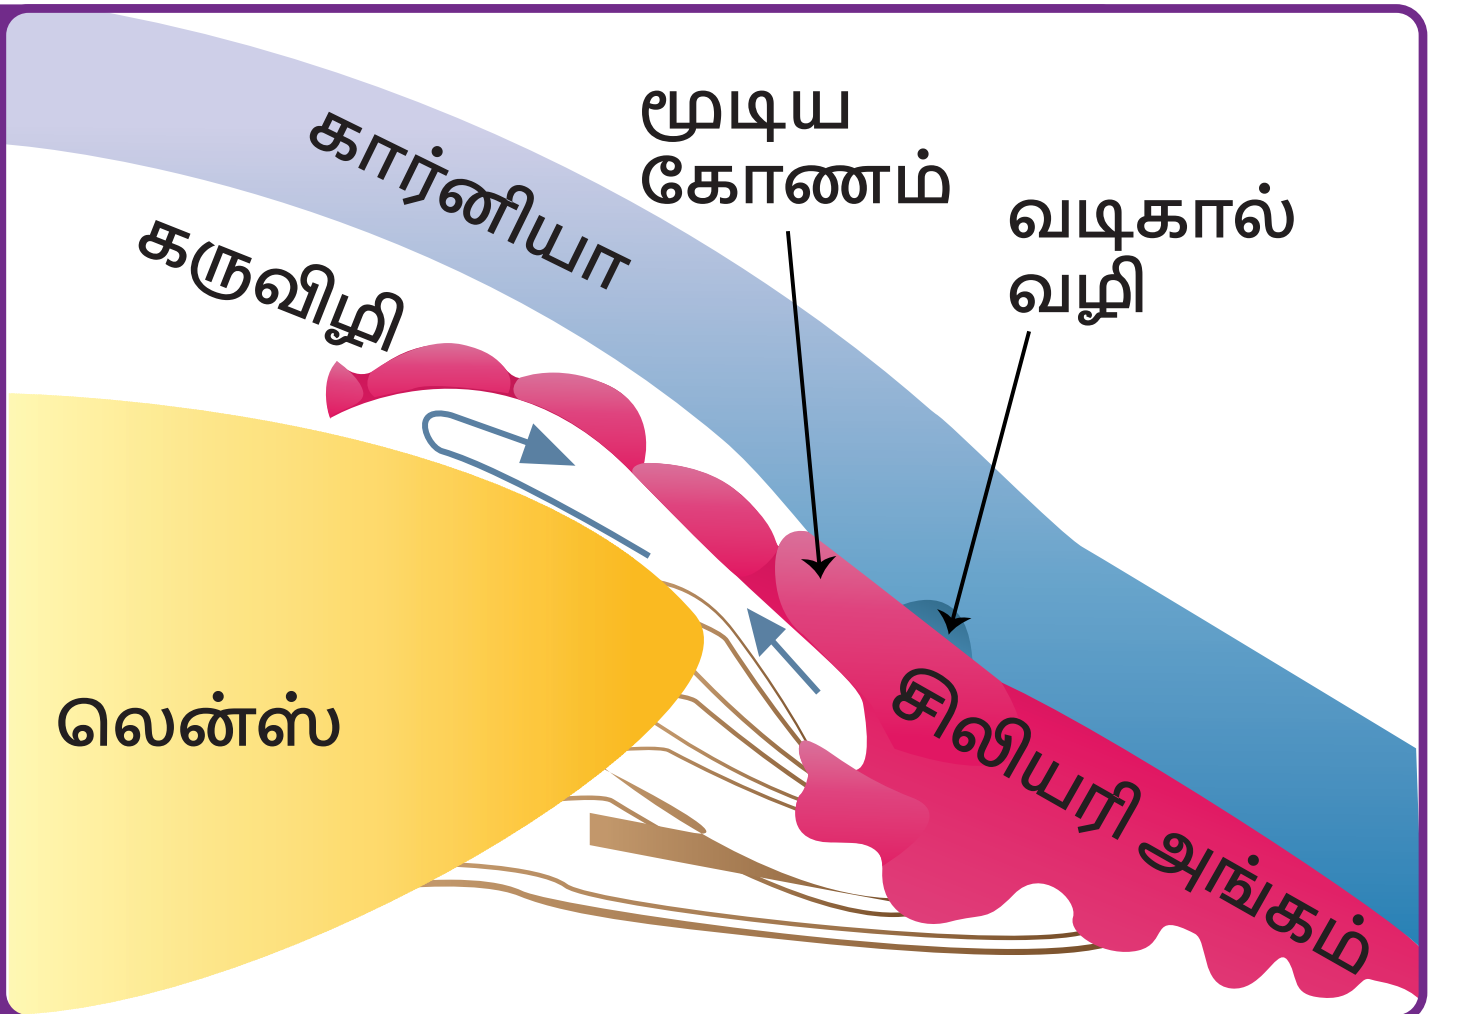 மூடிய
கோணம்
கார்னியா
வடிகால்
வழி
கருவிழி
லென்ஸ்
சிலியரி அங்கம்